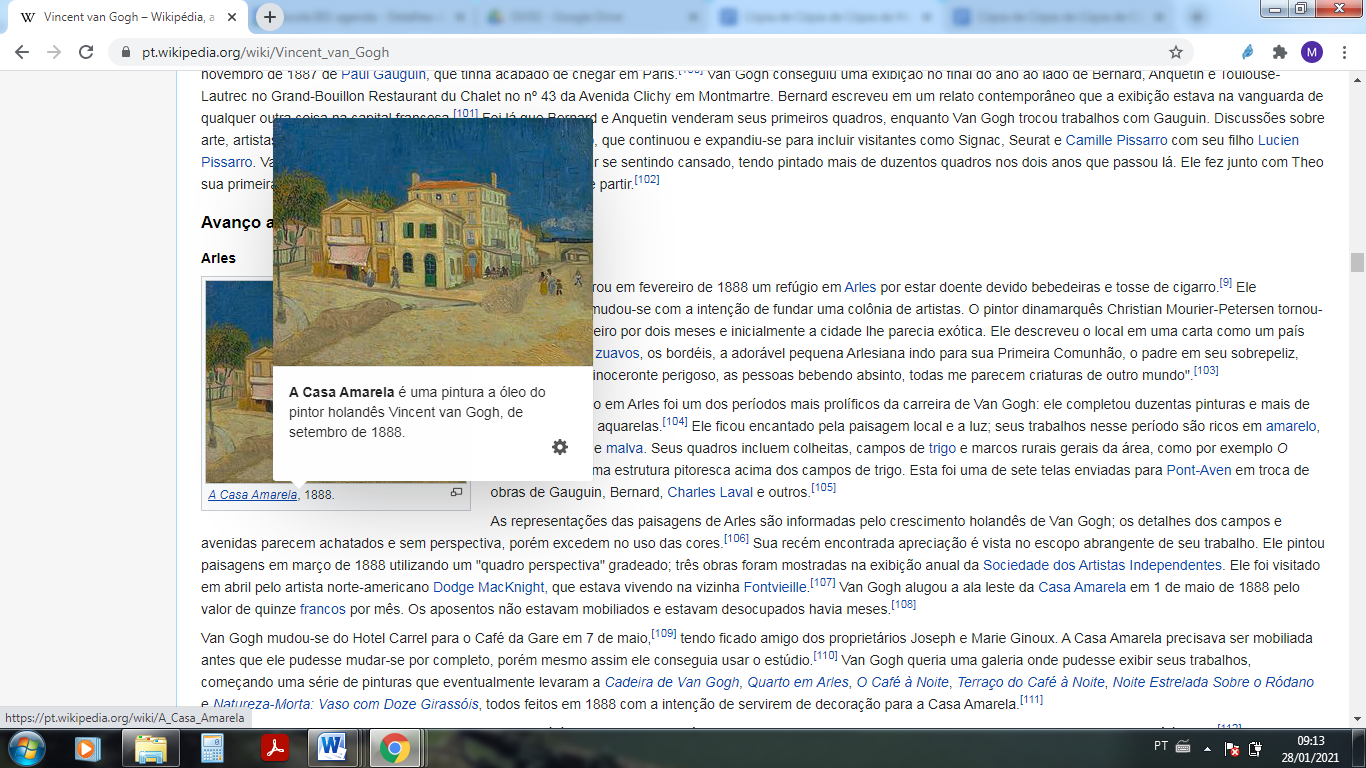 Vincent van Gogh – Wikipédia, a
pt.wikipedia.org/wiki/Vincent_van_Gogh
M
novembro de 1887 de Paul Gauguin, que tinha acabado de chegar em Paris. Van Gogh conseguiu uma exibição no final do ano ao lado de Bernard, Anquetin e Toulouse-
Lautrec no Grand-Bouillon Restaurant du Chalet no nº 43 da Avenida Clichy em Montmartre. Bernard escreveu em um relato contemporâneo que a exibição estava na vanguarda de
qualquer outra coisa na capital francesa.[101] Foi lá que Bernard e Anquetin venderam seus primeiros quadros, enquanto Van Gogh trocou trabalhos com Gauguin. Discussões sobre
arte, artistas , que continuou e expandiu-se para incluir visitantes como Signac, Seurat e Camille Pissarro com seu filho Lucien
Pissarro. Va r se sentindo cansado, tendo pintado mais de duzentos quadros nos dois anos que passou lá. Ele fez junto com Theo
sua primeira e partir.[102]
Avanço a
Arles
rou em fevereiro de 1888 um refúgio em Arles por estar doente devido bebedeiras e tosse de cigarro.[9] Ele
mudou-se com a intenção de fundar uma colônia de artistas. O pintor dinamarquês Christian Mourier-Petersen tornou-
eiro por dois meses e inicialmente a cidade lhe parecia exótica. Ele descreveu o local em uma carta como um país
zuavos, os bordéis, a adorável pequena Arlesiana indo para sua Primeira Comunhão, o padre em seu sobrepeliz,
inoceronte perigoso, as pessoas bebendo absinto, todas me parecem criaturas de outro mundo".[103]
A Casa Amarela é uma pintura a óleo do
pintor holandês Vincent van Gogh, de
setembro de 1888.
o em Arles foi um dos períodos mais prolíficos da carreira de Van Gogh: ele completou duzentas pinturas e mais de
aquarelas.[104] Ele ficou encantado pela paisagem local e a luz; seus trabalhos nesse período são ricos em amarelo,
e malva. Seus quadros incluem colheitas, campos de trigo e marcos rurais gerais da área, como por exemplo O
ma estrutura pitoresca acima dos campos de trigo. Esta foi uma de sete telas enviadas para Pont-Aven em troca de
obras de Gauguin, Bernard, Charles Laval e outros.[105]
A Casa Amarela, 1888.
As representações das paisagens de Arles são informadas pelo crescimento holandês de Van Gogh; os detalhes dos campos e
avenidas parecem achatados e sem perspectiva, porém excedem no uso das cores.[106] Sua recém encontrada apreciação é vista no escopo abrangente de seu trabalho. Ele pintou
paisagens em março de 1888 utilizando um "quadro perspectiva" gradeado; três obras foram mostradas na exibição anual da Sociedade dos Artistas Independentes. Ele foi visitado
em abril pelo artista norte-americano Dodge MacKnight, que estava vivendo na vizinha Fontvieille.[107] Van Gogh alugou a ala leste da Casa Amarela em 1 de maio de 1888 pelo
valor de quinze francos por mês. Os aposentos não estavam mobiliados e estavam desocupados havia meses.[108]
Van Gogh mudou-se do Hotel Carrel para o Café da Gare em 7 de maio,[109] tendo ficado amigo dos proprietários Joseph e Marie Ginoux. A Casa Amarela precisava ser mobiliada
antes que ele pudesse mudar-se por completo, porém mesmo assim ele conseguia usar o estúdio.[110] Van Gogh queria uma galeria onde pudesse exibir seus trabalhos,
começando uma série de pinturas que eventualmente levaram a Cadeira de Van Gogh, Quarto em Arles, O Café à Noite, Terraço do Café à Noite, Noite Estrelada Sobre o Ródano
e Natureza-Morta: Vaso com Doze Girassóis, todos feitos em 1888 com a intenção de servirem de decoração para a Casa Amarela.[111]
https://pt.wikipedia.org/wiki/A_Casa_Amarela
PT
09:13
28/01/2021